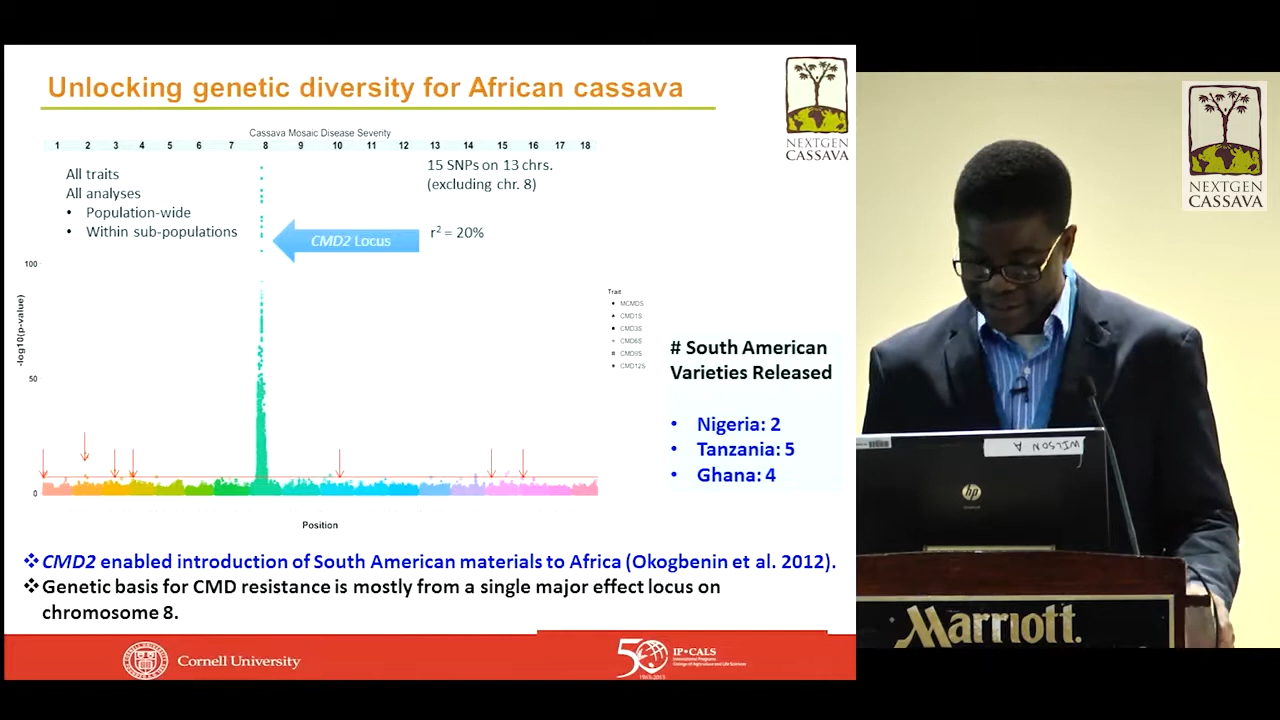 Unlocking genetic diversity for African cassava
NEXTGEN
CASSAVA
Cassava Mosaic Disease Severity
1 2 3 4 5 6 7 8 9 10 11 12 13 14 15 16 17 18
All traits
All analyses
• Population-wide
• Within sub-populations
15 SNPs on 13 chrs.
(excluding chr. 8)
CMD2 Locus
r² = 20%
100
50
0
-log10(p-value)
Position
Trait
MCMDS
CMD1S
CMD3S
CMD6S
CMD9S
CMD12S
# South American
Varieties Released
• Nigeria: 2
• Tanzania: 5
• Ghana: 4
❖CMD2 enabled introduction of South American materials to Africa (Okogbenin et al. 2012).
❖Genetic basis for CMD resistance is mostly from a single major effect locus on
chromosome 8.
Cornell University
50
IP•CALS
International Programs
College of Agriculture and Life Sciences
1963-2013
NEXTGEN
CASSAVA
WILSON A
hp
Marriott.